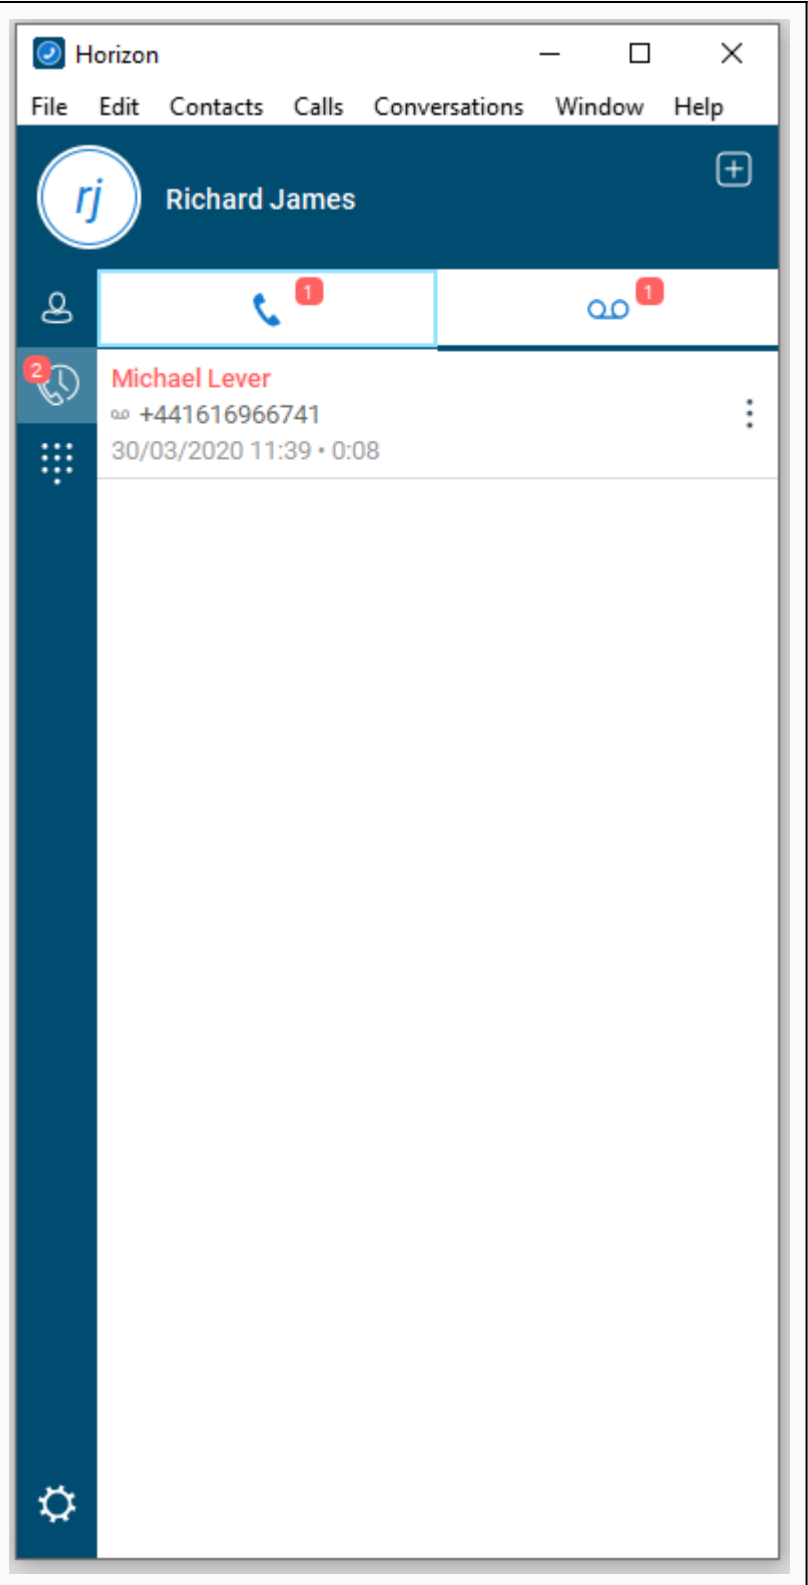 Horizon
File Edit Contacts Calls Conversations Window Help
rj Richard James
1 1
2
Michael Lever
+441616966741
30/03/2020 11:39 • 0:08